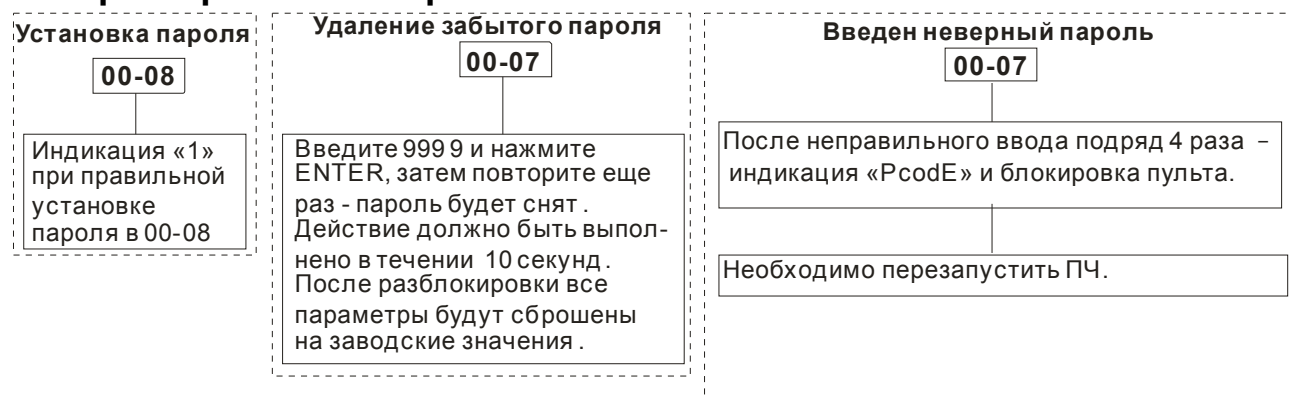 Установка пароля
00-08
Индикация «1»
при правильной
установке
пароля в 00-08
Удаление забытого пароля
00-07
Введите 999 9 и нажмите
ENTER, затем повторите еще
раз - пароль будет снят .
Действие должно быть выпол-
нено в течении 10 секунд .
После разблокировки все
параметры будут сброшены
на заводские значения .
Введен неверный пароль
00-07
После неправильного ввода подряд 4 раза –
индикация «PcodE» и блокировка пульта.
Необходимо перезапустить ПЧ.